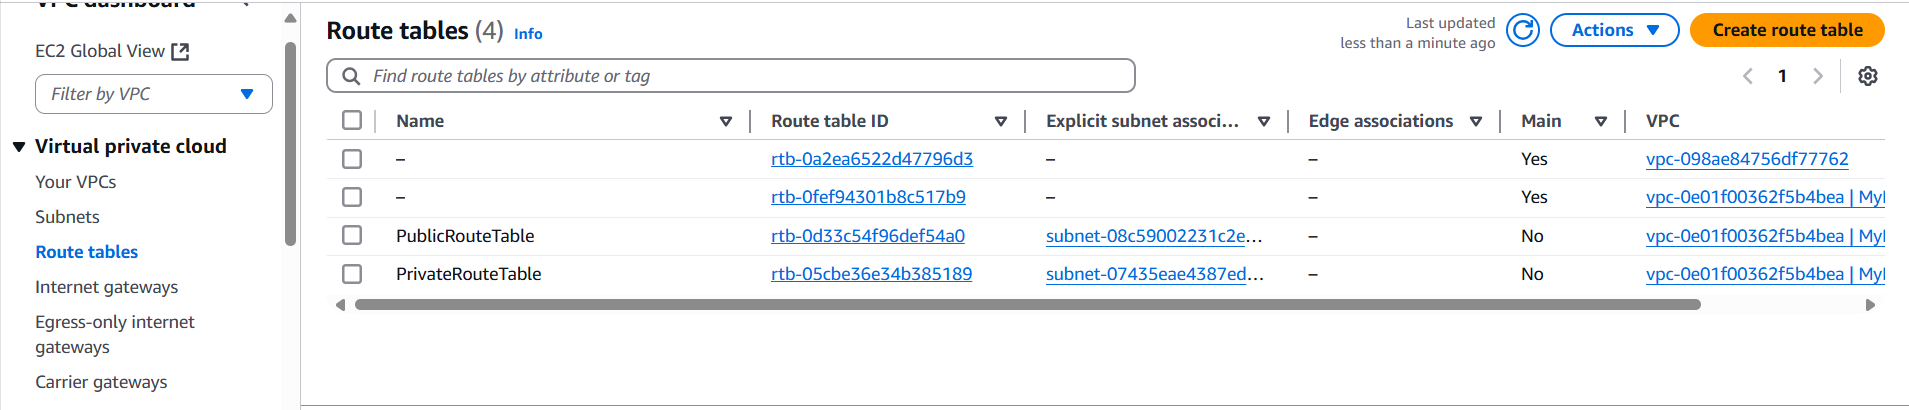 VPC dashboard
EC2 Global View
Filter by VPC
Virtual private cloud
Your VPCs
Subnets
Route tables
Internet gateways
Egress-only internet
gateways
Carrier gateways
Route tables (4) Info
Last updated
less than a minute ago
Actions
Create route table
Find route tables by attribute or tag
1
Name Route table ID Explicit subnet associ... Edge associations Main VPC
– rtb-0a2ea6522d47796d3 – – Yes vpc-098ae84756df77762
– rtb-0fef94301b8c517b9 – – Yes vpc-0e01f00362f5b4bea | My
PublicRouteTable rtb-0d33c54f96def54a0 subnet-08c59002231c2e... – No vpc-0e01f00362f5b4bea | My
PrivateRouteTable rtb-05cbe36e34b385189 subnet-07435eae4387ed... – No vpc-0e01f00362f5b4bea | My